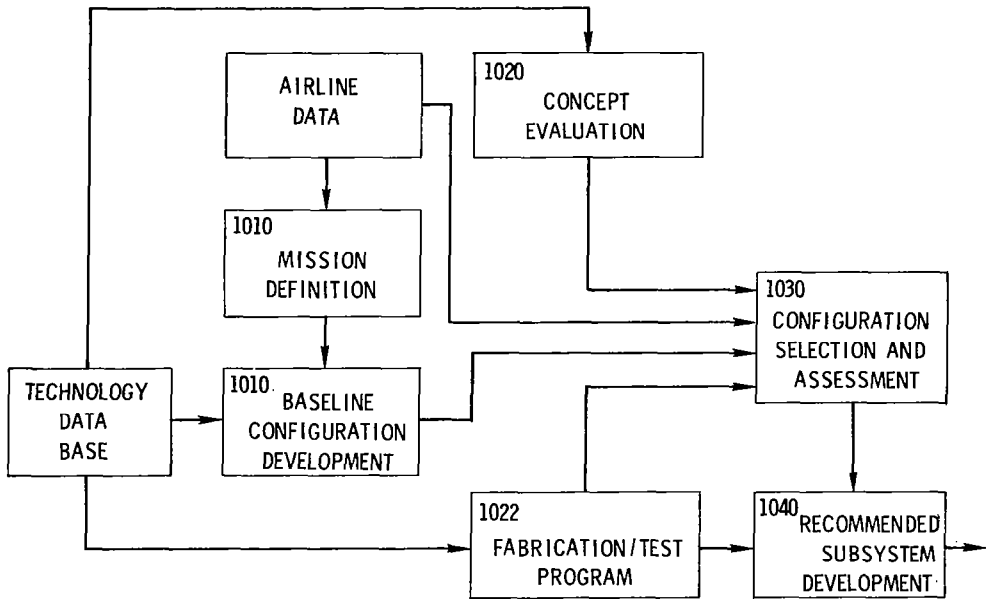 AIRLINE
DATA
1020
CONCEPT
EVALUATION
1010
MISSION
DEFINITION
1030
CONFIGURATION
SELECTION AND
ASSESSMENT
TECHNOLOGY
DATA
BASE
1010
BASELINE
CONFIGURATION
DEVELOPMENT
1022
FABRICATION/TEST
PROGRAM
1040
RECOMMENDED
SUBSYSTEM
DEVELOPMENT